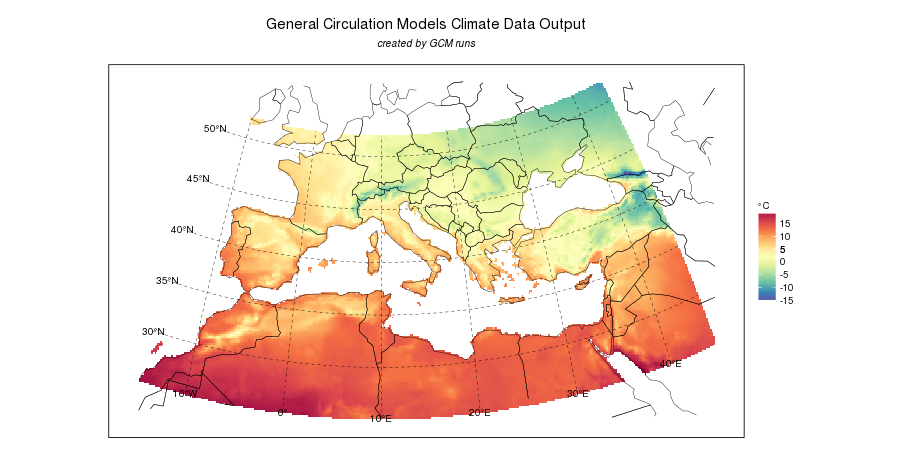 General Circulation Models Climate Data Output
created by GCM runs
50°N
45°N
40°N
35°N
30°N
10°W
0°
10°E
20°E
30°E
40°E
°C
15
10
5
0
-5
-10
-15